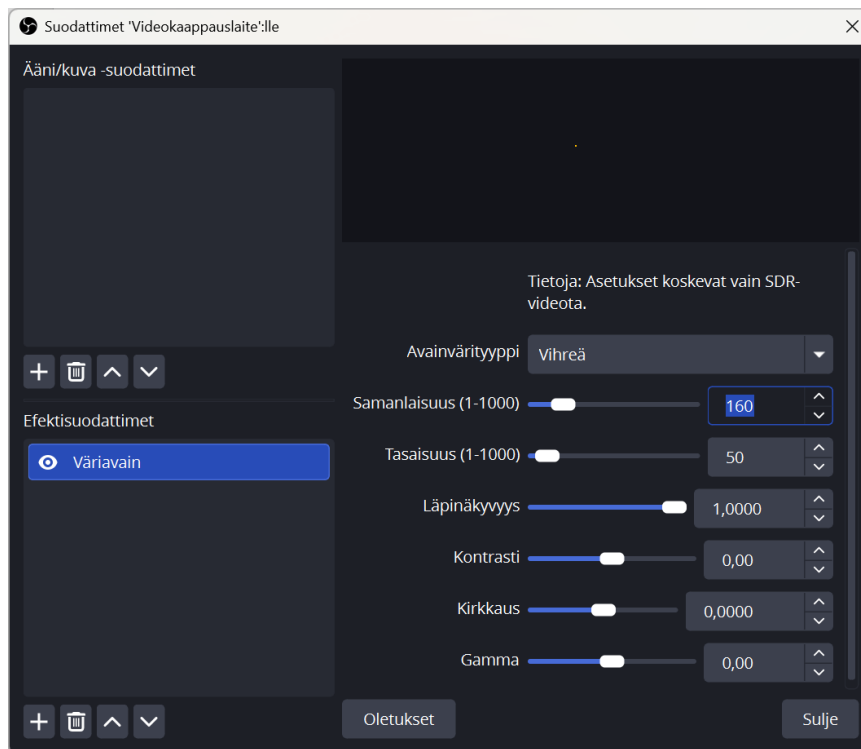 Suodattimet 'Videokaappauslaite':lle
Ääni/kuva -suodattimet
Efektisuodattimet
Väriavain
Tietoja: Asetukset koskevat vain SDR-
videota.
Avainvärityyppi Vihreä
Samanlaisuus (1-1000) 160
Tasaisuus (1-1000) 50
Läpinäkyvyys 1,0000
Kontrasti 0,00
Kirkkaus 0,0000
Gamma 0,00
Oletukset Sulje